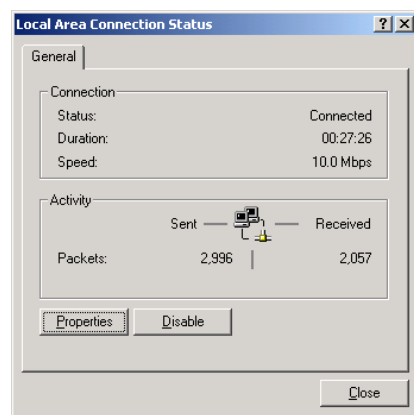 Local Area Connection Status
General
Connection
Status: Connected
Duration: 00:27:26
Speed: 10.0 Mbps
Activity
Sent Received
Packets: 2,996 2,057
Properties Disable
Close